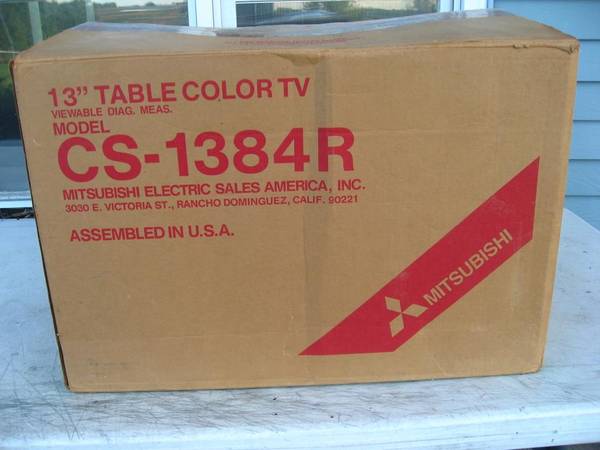 13" TABLE COLOR TV
VIEWABLE DIAG. MEAS.
MODEL
CS-1384R
MITSUBISHI ELECTRIC SALES AMERICA, INC.
3030 E. VICTORIA ST., RANCHO DOMINGUEZ, CALIF. 90221
ASSEMBLED IN U.S.A.
MITSUBISHI